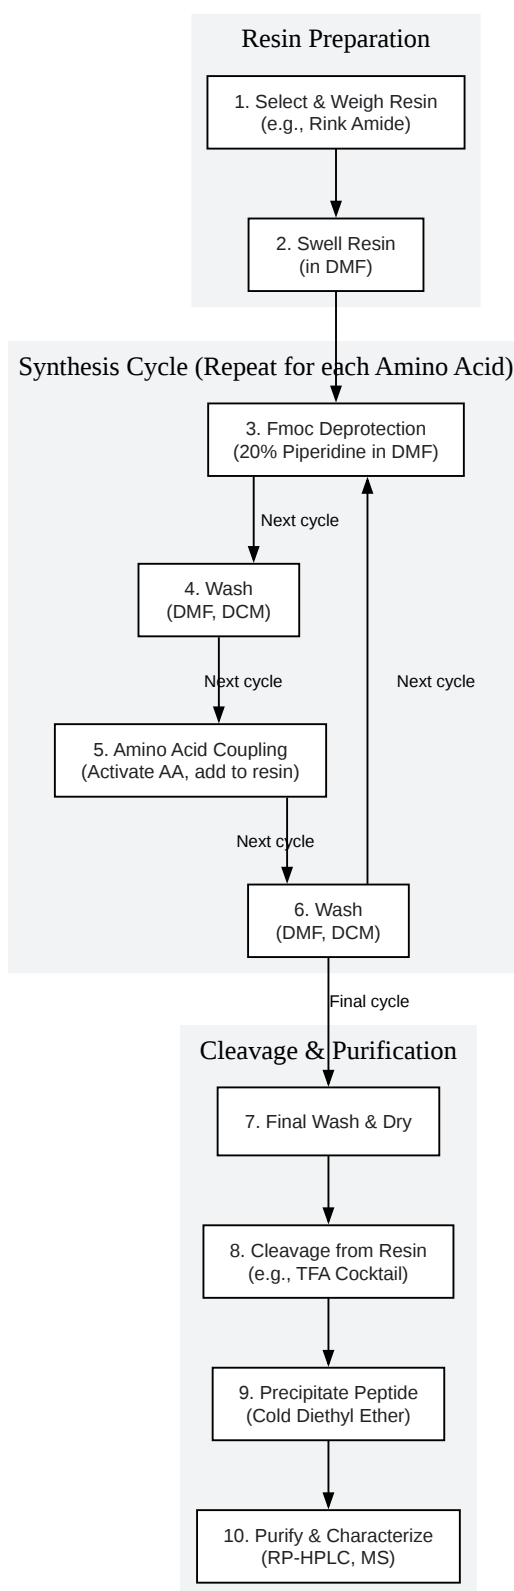 Resin Preparation
1. Select & Weigh Resin
(e.g., Rink Amide)
2. Swell Resin
(in DMF)
Synthesis Cycle (Repeat for each Amino Acid)
3. Fmoc Deprotection
(20% Piperidine in DMF)
Next cycle
4. Wash
(DMF, DCM)
Next cycle
Next cycle
5. Amino Acid Coupling
(Activate AA, add to resin)
Next cycle
6. Wash
(DMF, DCM)
Final cycle
Cleavage & Purification
7. Final Wash & Dry
8. Cleavage from Resin
(e.g., TFA Cocktail)
9. Precipitate Peptide
(Cold Diethyl Ether)
10. Purify & Characterize
(RP-HPLC, MS)